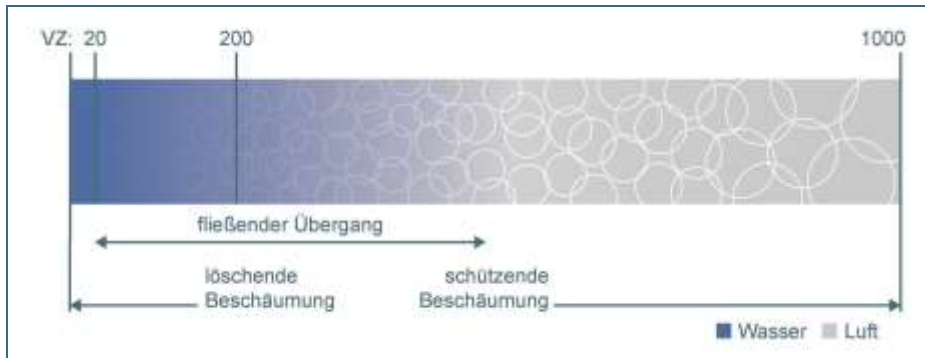 VZ: 20 200 1000
fließender Übergang
löschende schützende
Beschäumung Beschäumung
Wasser Luft